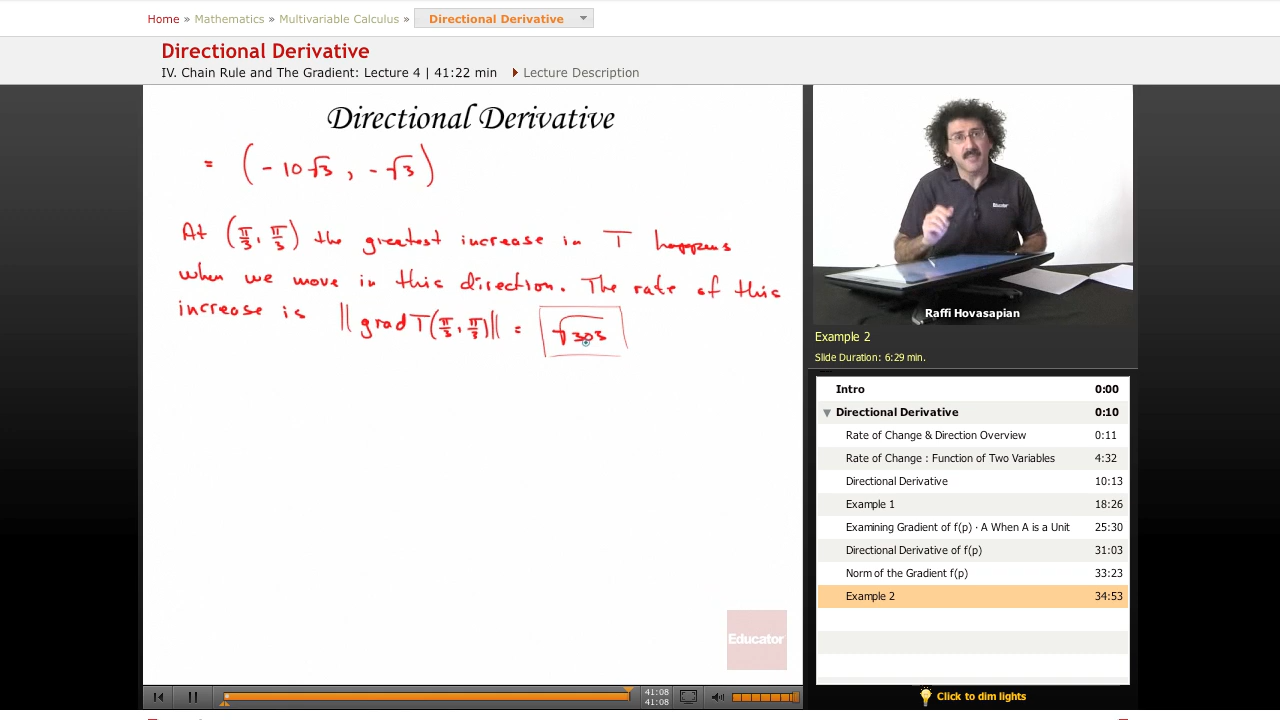 Home » Mathematics » Multivariable Calculus » Directional Derivative
Directional Derivative
IV. Chain Rule and The Gradient: Lecture 4 | 41:22 min Lecture Description
Directional Derivative
= (-10√3, -√3)
At (π/3, π/3) the greatest increase in T happens
when we move in this direction. The rate of this
increase is ||grad T(π/3, π/3)|| = √303
Educator
41:08
41:08
Educator
Raffi Hovasapian
Example 2
Slide Duration: 6:29 min.
Intro 0:00
Directional Derivative 0:10
Rate of Change & Direction Overview 0:11
Rate of Change : Function of Two Variables 4:32
Directional Derivative 10:13
Example 1 18:26
Examining Gradient of f(p) · A When A is a Unit 25:30
Directional Derivative of f(p) 31:03
Norm of the Gradient f(p) 33:23
Example 2 34:53
Click to dim lights